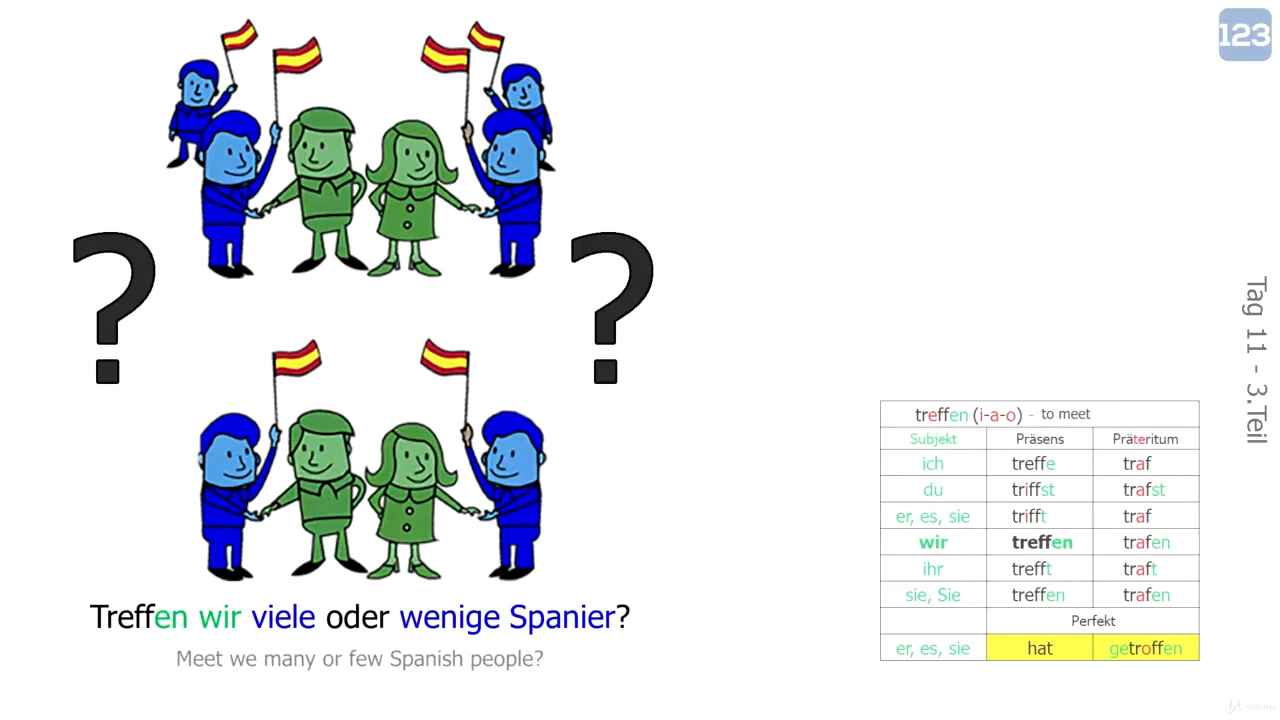 123
?
?
Tag 11 - 3.Teil
Treffen wir viele oder wenige Spanier?
Meet we many or few Spanish people?
treffen (i-a-o) - to meet
Subjekt Präsens Präteritum
ich treffe traf
du triffst trafst
er, es, sie trifft traf
wir treffen trafen
ihr trefft traft
sie, Sie treffen trafen
Perfekt
er, es, sie hat getroffen